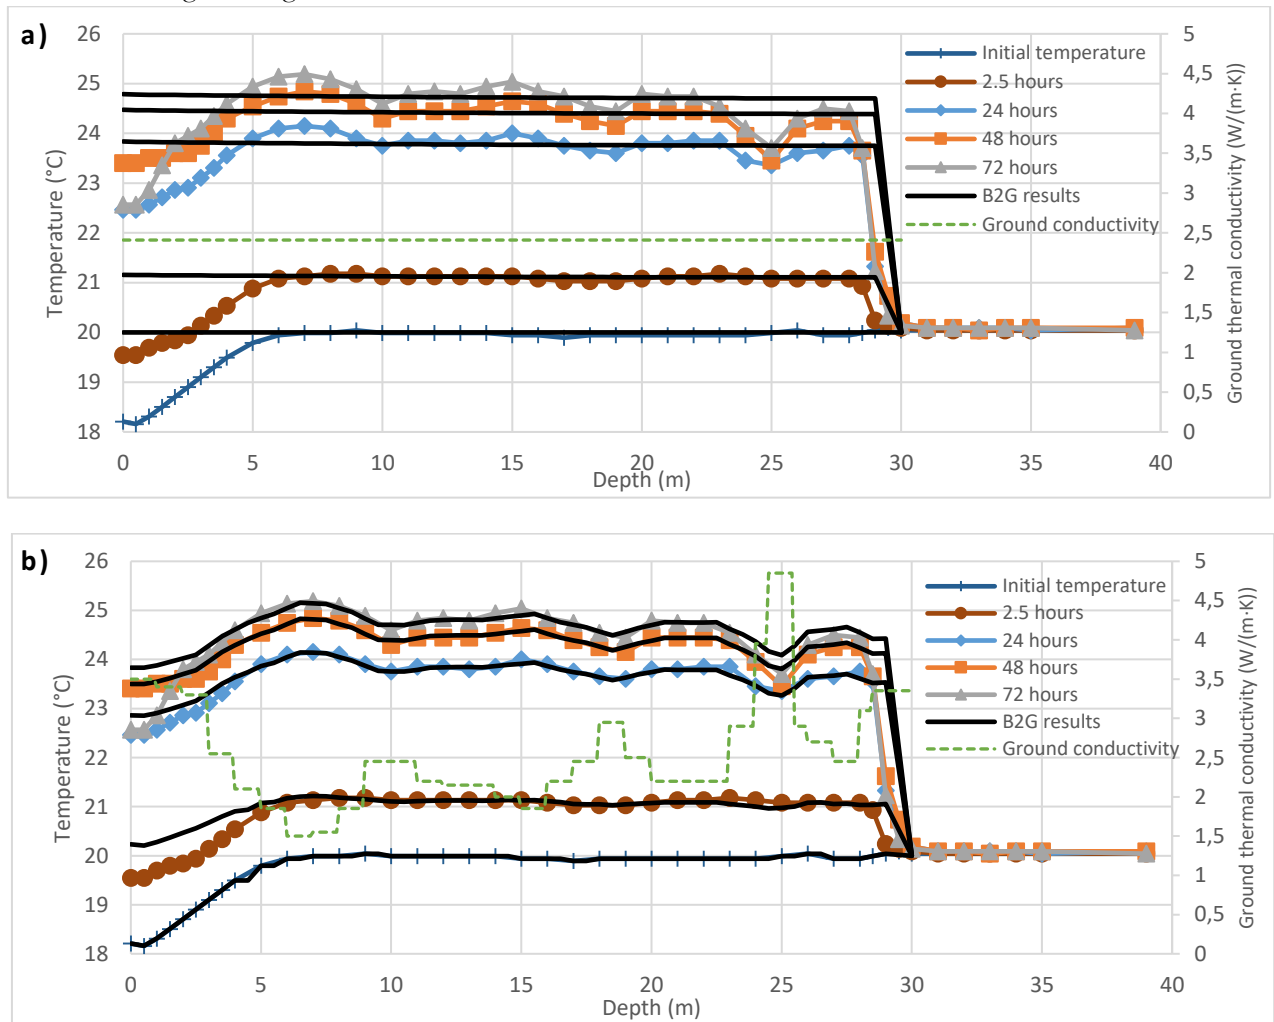 a)
26
25
24
23
22
21
20
19
18
Temperature (°C)
0
5
10
15
20
25
30
35
40
Depth (m)
5
4,5
4
3,5
3
2,5
2
1,5
1
0,5
0
Ground thermal conductivity (W/(m·K))
Initial temperature
2.5 hours
24 hours
48 hours
72 hours
B2G results
Ground conductivity
b)
26
25
24
23
22
21
20
19
18
Temperature (°C)
0
5
10
15
20
25
30
35
40
Depth (m)
5
4,5
4
3,5
3
2,5
2
1,5
1
0,5
0
Ground thermal conductivity (W/(m·K))
Initial temperature
2.5 hours
24 hours
48 hours
72 hours
B2G results
Ground conductivity